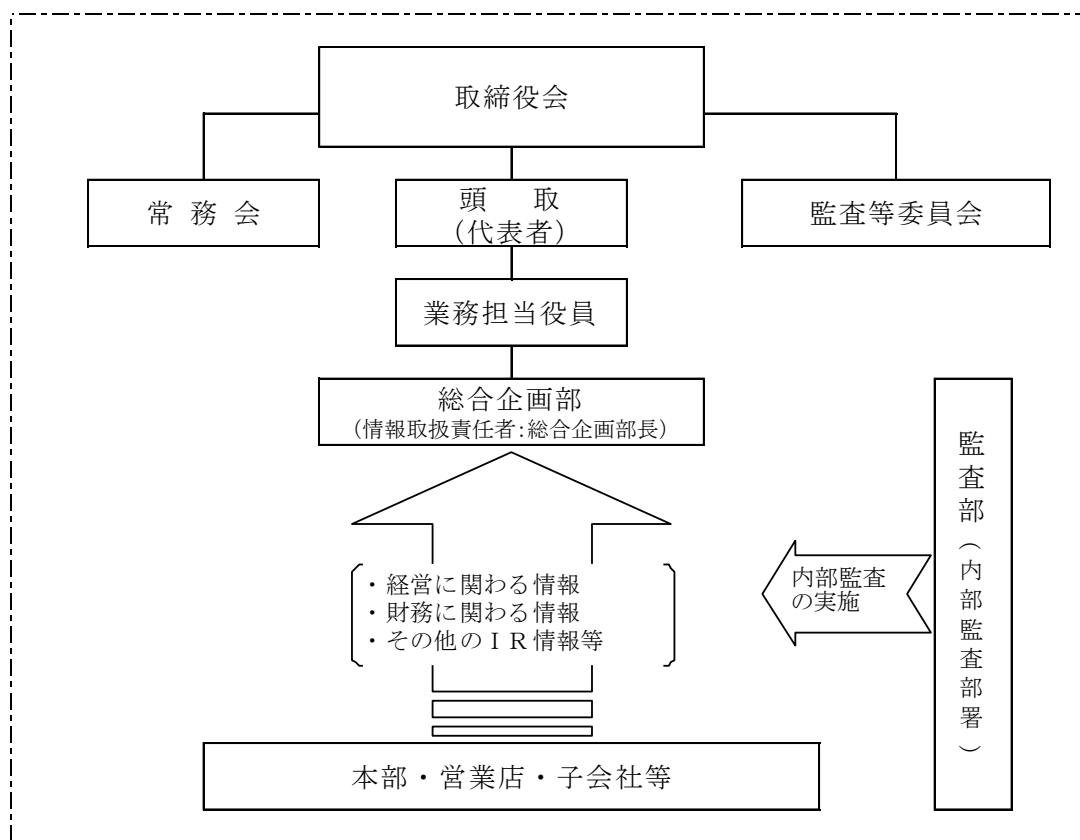 取締役会
常 務 会
頭　取
(代表者)
監査等委員会
業務担当役員
総合企画部
(情報取扱責任者:総合企画部長)
・経営に関わる情報
・財務に関わる情報
・その他のＩＲ情報等
内部監査
の実施
監査部(内部監査部署)
本部・営業店・子会社等